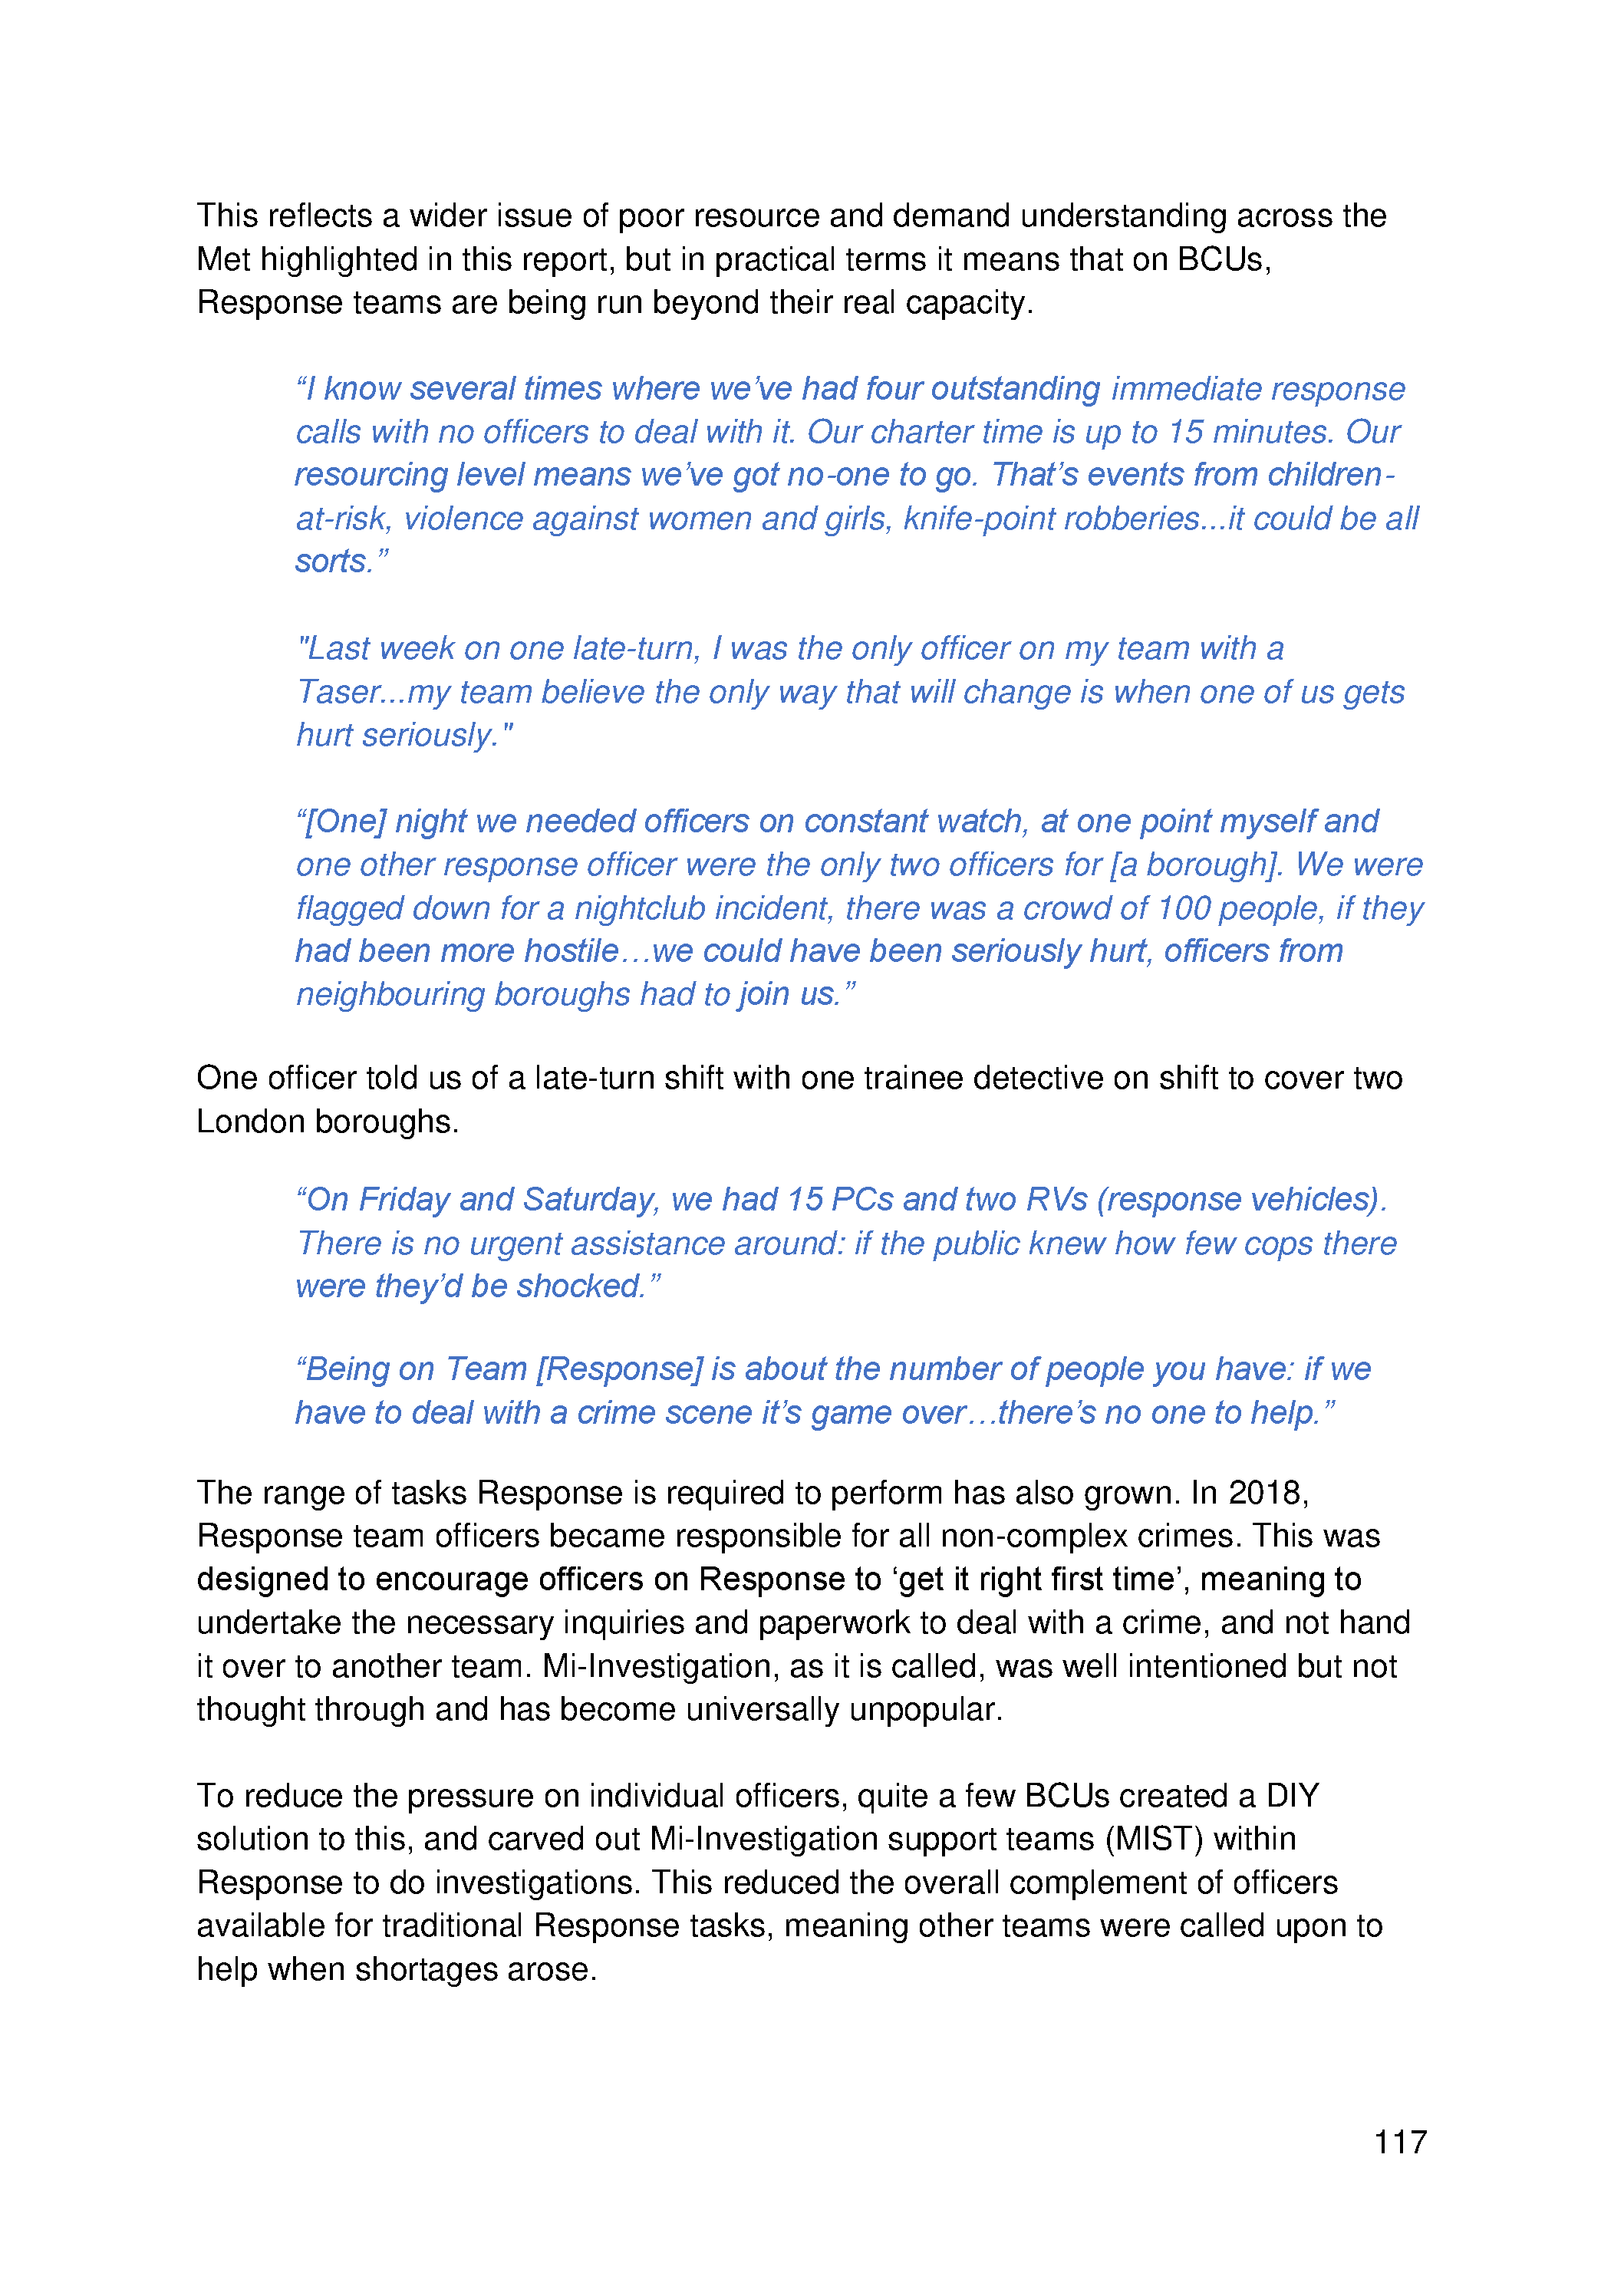 This reflects a wider issue of poor resource and demand understanding across the
Met highlighted in this report, but in practical terms it means that on BCUs,
Response teams are being run beyond their real capacity.
“I know several times where we’ve had four outstanding immediate response
calls with no officers to deal with it. Our charter time is up to 15 minutes. Our
resourcing level means we’ve got no-one to go. That’s events from children-
at-risk, violence against women and girls, knife-point robberies...it could be all
sorts.”
"Last week on one late-turn, I was the only officer on my team with a
Taser...my team believe the only way that will change is when one of us gets
hurt seriously."
“[One] night we needed officers on constant watch, at one point myself and
one other response officer were the only two officers for [a borough]. We were
flagged down for a nightclub incident, there was a crowd of 100 people, if they
had been more hostile…we could have been seriously hurt, officers from
neighbouring boroughs had to join us.”
One officer told us of a late-turn shift with one trainee detective on shift to cover two
London boroughs.
“On Friday and Saturday, we had 15 PCs and two RVs (response vehicles).
There is no urgent assistance around: if the public knew how few cops there
were they’d be shocked.”
“Being on Team [Response] is about the number of people you have: if we
have to deal with a crime scene it’s game over…there’s no one to help.”
The range of tasks Response is required to perform has also grown. In 2018,
Response team officers became responsible for all non-complex crimes. This was
designed to encourage officers on Response to ‘get it right first time’, meaning to
undertake the necessary inquiries and paperwork to deal with a crime, and not hand
it over to another team. Mi-Investigation, as it is called, was well intentioned but not
thought through and has become universally unpopular.
To reduce the pressure on individual officers, quite a few BCUs created a DIY
solution to this, and carved out Mi-Investigation support teams (MIST) within
Response to do investigations. This reduced the overall complement of officers
available for traditional Response tasks, meaning other teams were called upon to
help when shortages arose.
117